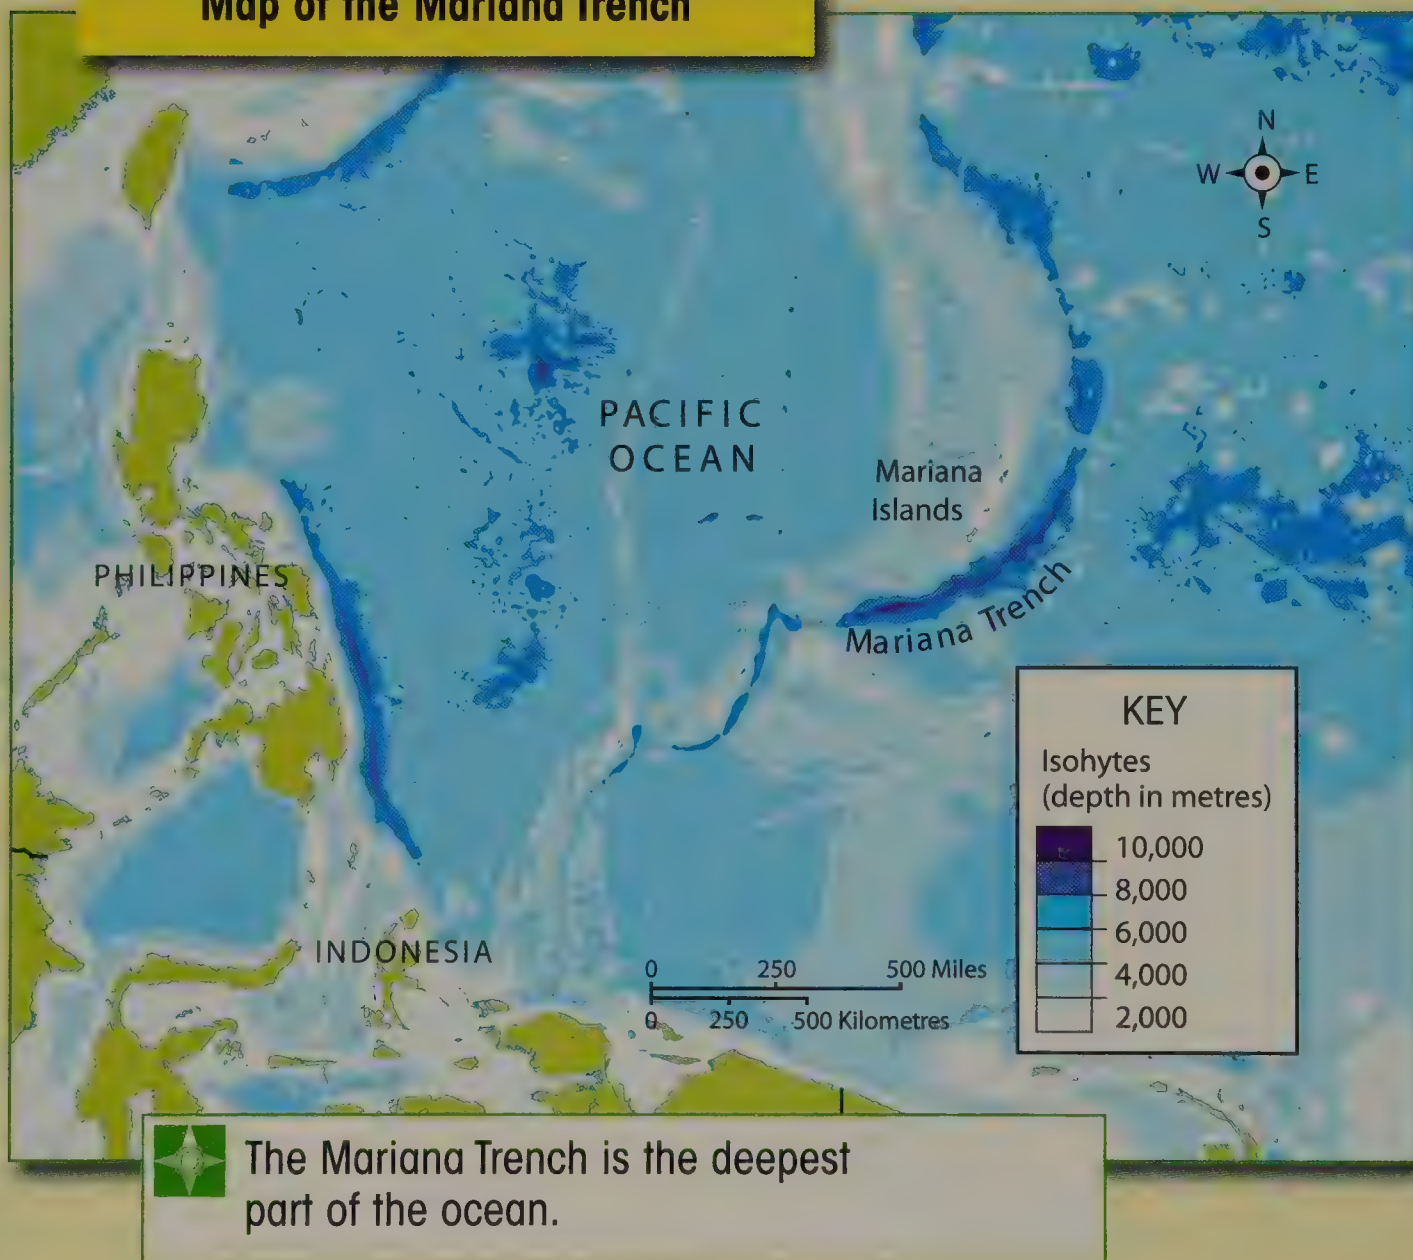 Map of the Mariana Trench
N
W E
S
PACIFIC
OCEAN
Mariana
Islands
PHILIPPINES
Mariana Trench
KEY
Isohytes
(depth in metres)
10,000
8,000
6,000
4,000
2,000
INDONESIA
0 250 500 Miles
0 250 500 Kilometres
The Mariana Trench is the deepest
part of the ocean.